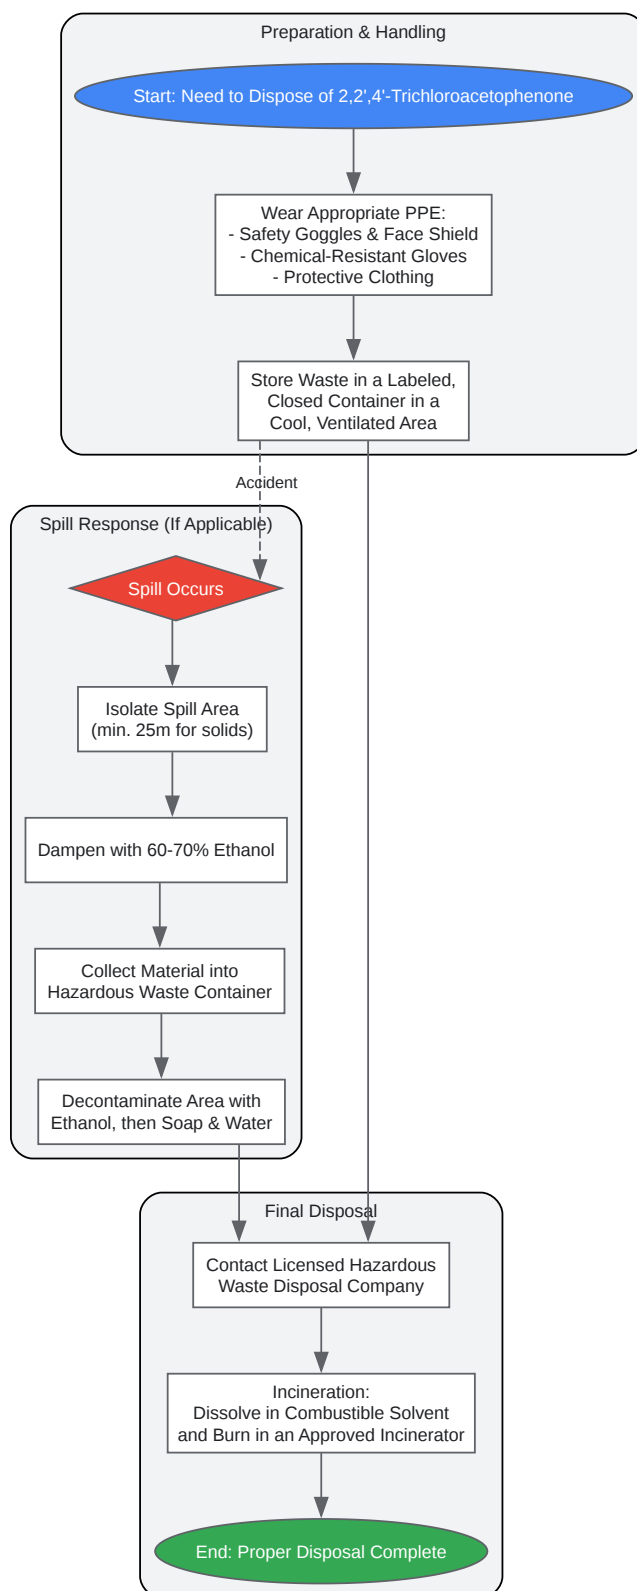 Preparation & Handling
Start: Need to Dispose of 2,2',4'-Trichloroacetophenone
Wear Appropriate PPE:
- Safety Goggles & Face Shield
- Chemical-Resistant Gloves
- Protective Clothing
Store Waste in a Labeled,
Closed Container in a
Cool, Ventilated Area
Accident
Spill Response (If Applicable)
Spill Occurs
Isolate Spill Area
(min. 25m for solids)
Dampen with 60-70% Ethanol
Collect Material into
Hazardous Waste Container
Decontaminate Area with
Ethanol, then Soap & Water
Final Disposal
Contact Licensed Hazardous
Waste Disposal Company
Incineration:
Dissolve in Combustible Solvent
and Burn in an Approved Incinerator
End: Proper Disposal Complete